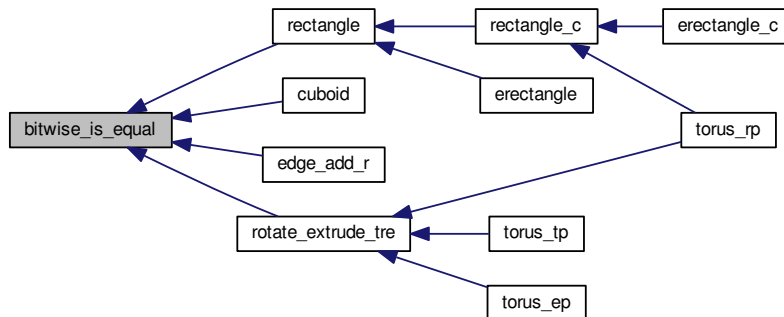 rectangle
rectangle_c
erectangle_c
cuboid
erectangle
bitwise_is_equal
torus_rp
edge_add_r
rotate_extrude_tre
torus_tp
torus_ep